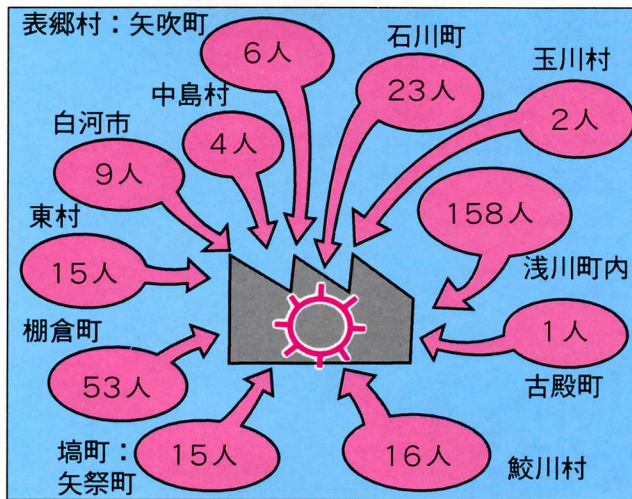 表郷村：矢吹町
6人
石川町
23人
玉川村
2人
中島村
4人
白河市
9人
158人
浅川町内
東村
15人
棚倉町
53人
1人
古殿町
塙町：
矢祭町
15人
16人
鮫川村